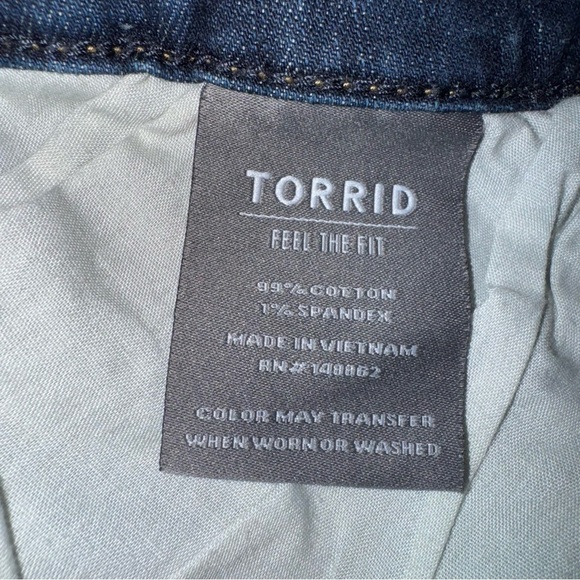 TORRID
FEEL THE FIT
99% COTTON
1% SPANDEX
MADE IN VIETNAM
RN# 148062
COLOR MAY TRANSFER
WHEN WORN OR WASHED